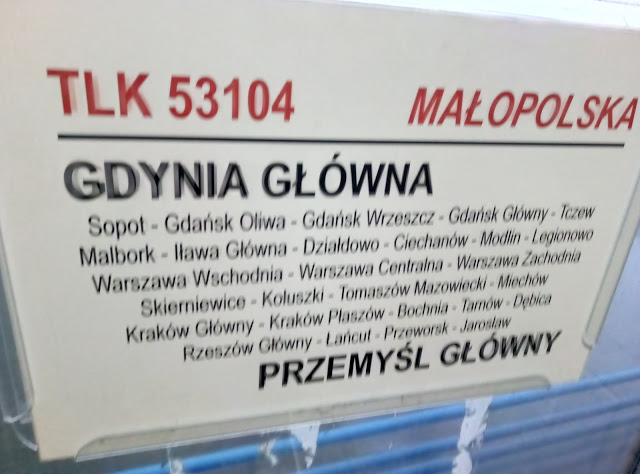 TLK 53104 MAŁOPOLSKA
GDYNIA GŁÓWNA
Sopot - Gdańsk Oliwa - Gdańsk Wrzeszcz - Gdańsk Główny - Tczew
Malbork - Iława Główna - Działdowo - Ciechanów - Modlin - Legionowo
Warszawa Wschodnia - Warszawa Centralna - Warszawa Zachodnia
Skierniewice - Koluszki - Tomaszów Mazowiecki - Miechów
Kraków Główny - Kraków Płaszów - Bochnia - Tarnów - Dębica
Rzeszów Główny - Łańcut - Przeworsk - Jarosław
PRZEMYŚL GŁÓWNY